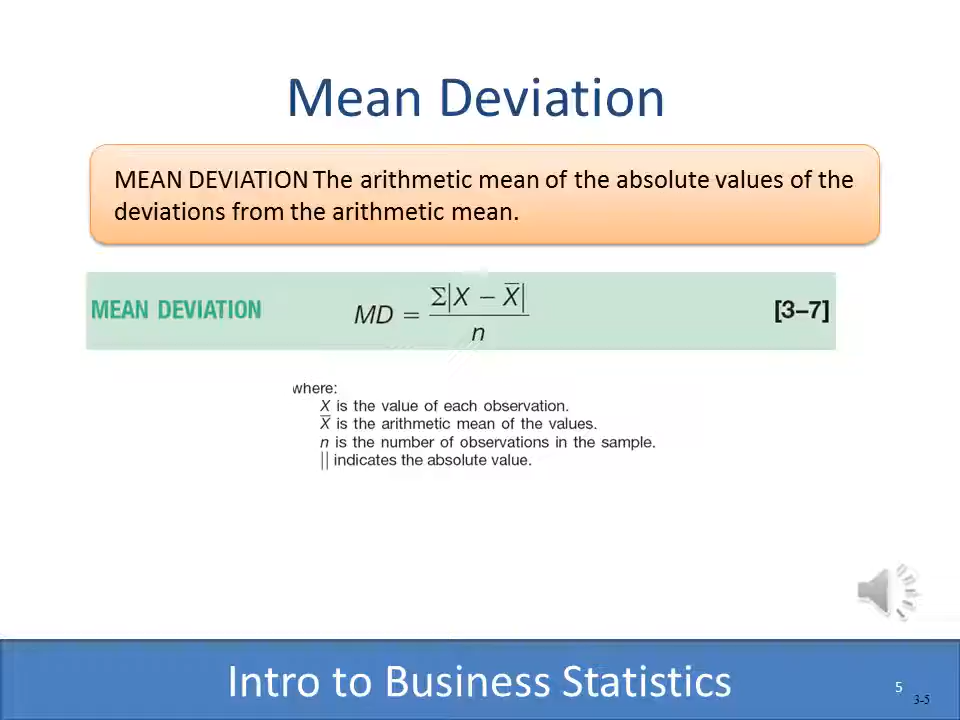 Mean Deviation
MEAN DEVIATION The arithmetic mean of the absolute values of the
deviations from the arithmetic mean.
MEAN DEVIATION MD = Σ|X − X̅| / n [3–7]
where:
X is the value of each observation.
X̅ is the arithmetic mean of the values.
n is the number of observations in the sample.
|| indicates the absolute value.
Intro to Business Statistics
5
3-5